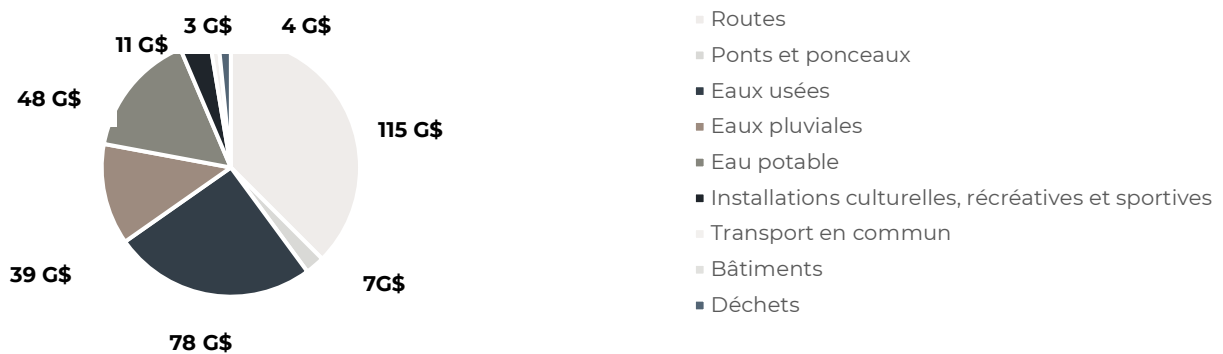 3 G$
4 G$
11 G$
48 G$
115 G$
39 G$
7G$
78 G$
Routes
Ponts et ponceaux
Eaux usées
Eaux pluviales
Eau potable
Installations culturelles, récréatives et sportives
Transport en commun
Bâtiments
Déchets